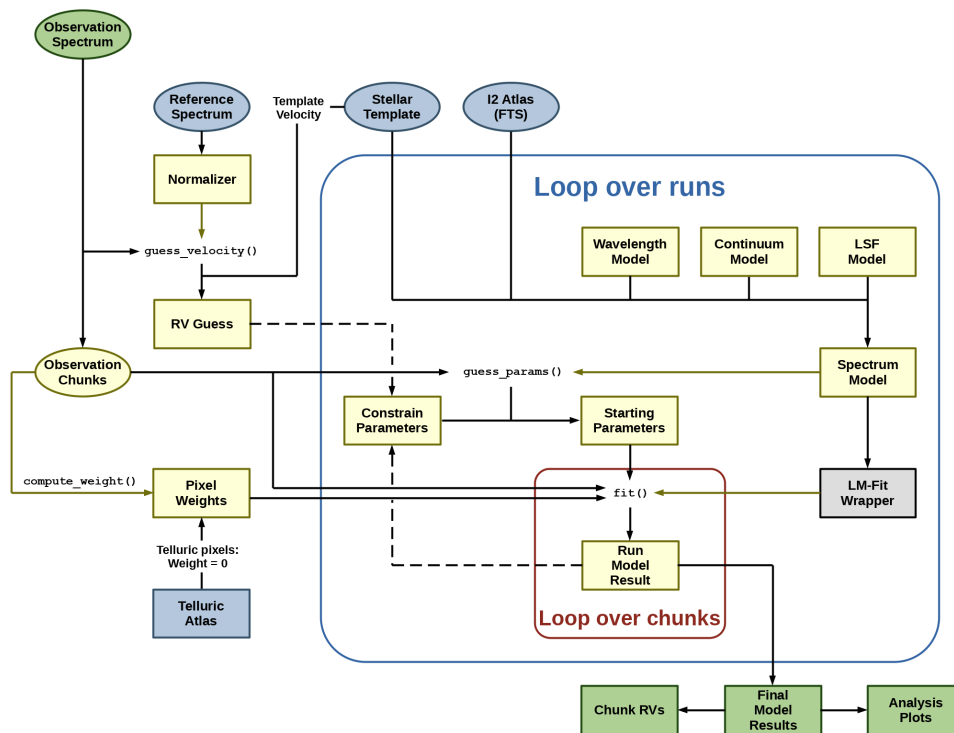 Observation
Spectrum
Reference
Spectrum
Template
Velocity
Stellar
Template
I2 Atlas
(FTS)
Normalizer
Loop over runs
guess_velocity()
Wavelength
Model
Continuum
Model
LSF
Model
RV Guess
Observation
Chunks
guess_params()
Spectrum
Model
Constrain
Parameters
Starting
Parameters
compute_weight()
Pixel
Weights
fit()
LM-Fit
Wrapper
Telluric pixels:
Weight = 0
Run
Model
Result
Telluric
Atlas
Loop over chunks
Chunk RVs
Final
Model
Results
Analysis
Plots